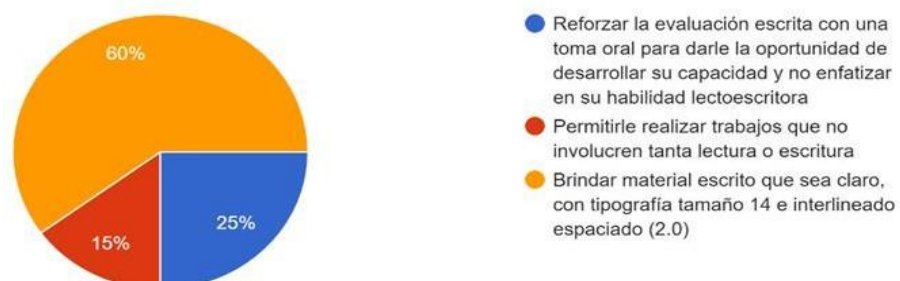 60%
25%
15%
Reforzar la evaluación escrita con una
toma oral para darle la oportunidad de
desarrollar su capacidad y no enfatizar
en su habilidad lectoescritora
Permitirle realizar trabajos que no
involucren tanta lectura o escritura
Brindar material escrito que sea claro,
con tipografía tamaño 14 e interlineado
espaciado (2.0)